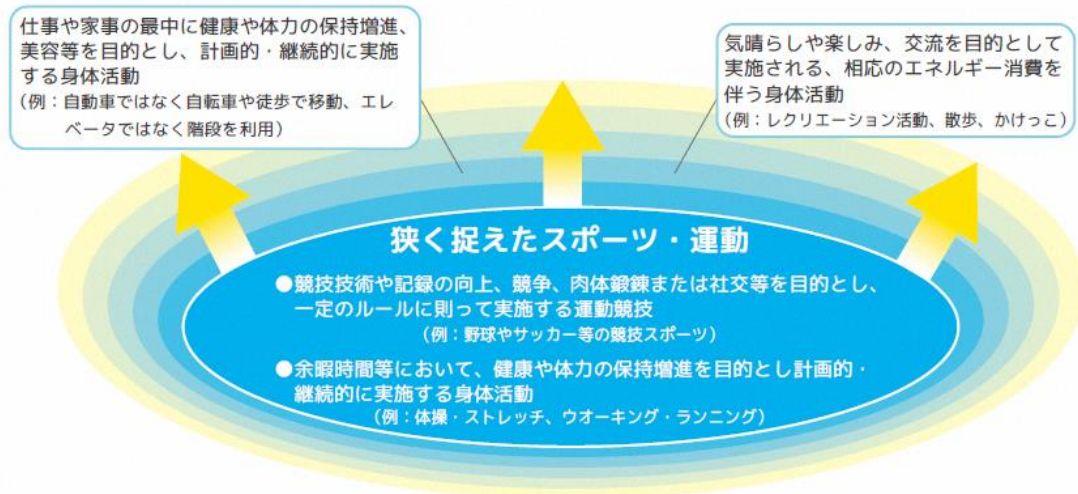 仕事や家事の最中に健康や体力の保持増進、
美容等を目的とし、計画的・継続的に実施
する身体活動
（例：自動車ではなく自転車や徒歩で移動、エレ
ベータではなく階段を利用）
気晴らしや楽しみ、交流を目的として
実施される、相応のエネルギー消費を
伴う身体活動
（例：レクリエーション活動、散歩、かけっこ）
狭く捉えたスポーツ・運動
●競技技術や記録の向上、競争、肉体鍛錬または社交等を目的とし、
一定のルールに則って実施する運動競技
（例：野球やサッカー等の競技スポーツ）
●余暇時間等において、健康や体力の保持増進を目的とし計画的・
継続的に実施する身体活動
（例：体操・ストレッチ、ウオーキング・ランニング）